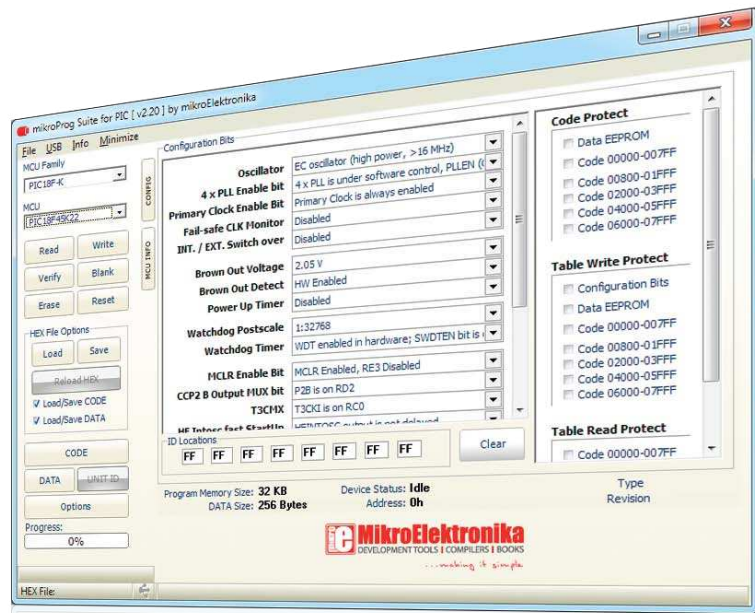 mikroProg Suite for PIC [ v2.20 ] by mikroElektronika
File USB Info Minimize
MCU Family
PIC18F-K
MCU
PIC18F45K22
Read Write
Verify Blank
Erase Reset
HEX File Options
Load Save
Reload HEX
Load/Save CODE
Load/Save DATA
CODE
DATA UNIT ID
Options
Progress:
0%
HEX File:
CONFIG
MCU INFO
Configuration Bits
Oscillator EC oscillator (high power, >16 MHz)
4 x PLL Enable bit 4 x PLL is under software control, PLLEN
Primary Clock Enable Bit Primary Clock is always enabled
Fail-safe CLK Monitor Disabled
INT. / EXT. Switch over Disabled
Brown Out Voltage 2.05 V
Brown Out Detect HW Enabled
Power Up Timer Disabled
Watchdog Postscale 1:32768
Watchdog Timer WDT enabled in hardware; SWDTEN bit is
MCLR Enable Bit MCLR Enabled, RE3 Disabled
CCP2 B Output MUX bit P2B is on RD2
T3CMX T3CKI is on RC0
HF Intosc fast StartUp HFINTOSC output is not delayed
ID Locations
FF FF FF FF FF FF FF FF
Clear
Program Memory Size: 32 KB Device Status: Idle
DATA Size: 256 Bytes Address: 0h
MikroElektronika
DEVELOPMENT TOOLS | COMPILERS | BOOKS
...making it simple
Code Protect
Data EEPROM
Code 00000-007FF
Code 00800-01FFF
Code 02000-03FFF
Code 04000-05FFF
Code 06000-07FFF
Table Write Protect
Configuration Bits
Data EEPROM
Code 00000-007FF
Code 00800-01FFF
Code 02000-03FFF
Code 04000-05FFF
Code 06000-07FFF
Table Read Protect
Code 00000-007FF
Type
Revision